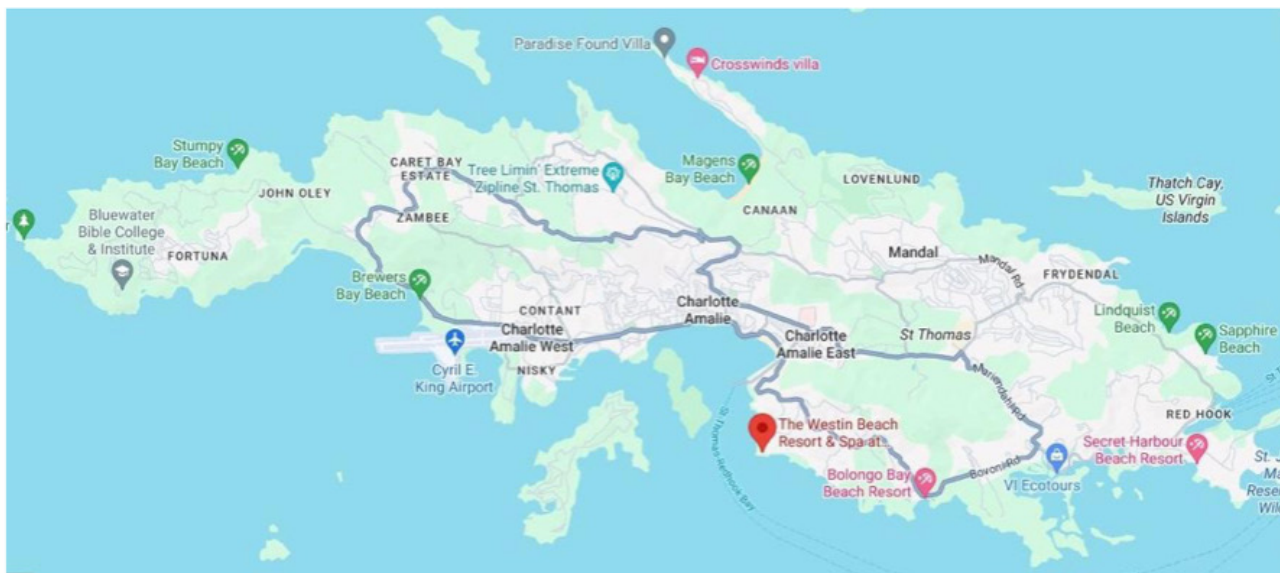 Paradise Found Villa
Crosswinds villa
Stumpy
Bay Beach
CARET BAY
ESTATE
Tree Limin' Extreme
Zipline St. Thomas
Magens
Bay Beach
LOVENLUND
Thatch Cay,
US Virgin
Islands
JOHN OLEY
Bluewater
Bible College
& Institute
FORTUNA
ZAMBEE
CANAAN
Mandal
Mandal Rd
FRYDENDAL
Brewers
Bay Beach
CONTANT
Charlotte
Amalie
Lindquist
Beach
Sapphire
Beach
Charlotte
Amalie West
Charlotte
Amalie East
St Thomas
Cyril E.
King Airport
NISKY
Mariendahl Rd
RED HOOK
The Westin Beach
Resort & Spa at...
St Thomas-Redhook Bay
Secret Harbour
Beach Resort
Bolongo Bay
Beach Resort
Bovoni Rd
VI Ecotours